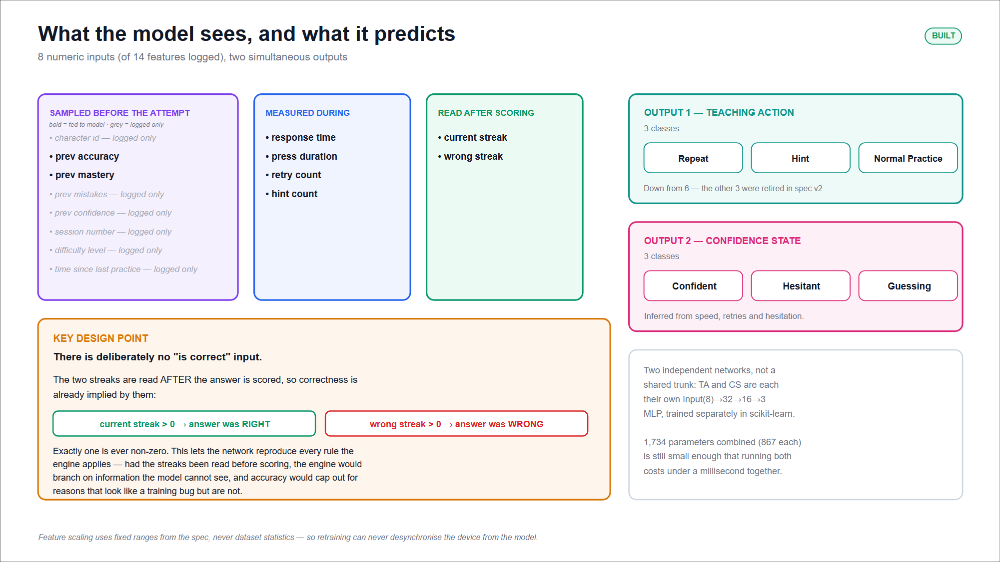 What the model sees, and what it predicts
BUILT
8 numeric inputs (of 14 features logged), two simultaneous outputs
SAMPLED BEFORE THE ATTEMPT
bold = fed to model · grey = logged only
• character id — logged only
• prev accuracy
• prev mastery
• prev mistakes — logged only
• prev confidence — logged only
• session number — logged only
• difficulty level — logged only
• time since last practice — logged only
MEASURED DURING
• response time
• press duration
• retry count
• hint count
READ AFTER SCORING
• current streak
• wrong streak
OUTPUT 1 — TEACHING ACTION
3 classes
Repeat
Hint
Normal Practice
Down from 6 — the other 3 were retired in spec v2
OUTPUT 2 — CONFIDENCE STATE
3 classes
Confident
Hesitant
Guessing
Inferred from speed, retries and hesitation.
KEY DESIGN POINT
There is deliberately no "is correct" input.
The two streaks are read AFTER the answer is scored, so correctness is
already implied by them:
current streak > 0 → answer was RIGHT
wrong streak > 0 → answer was WRONG
Exactly one is ever non-zero. This lets the network reproduce every rule the
engine applies — had the streaks been read before scoring, the engine would
branch on information the model cannot see, and accuracy would cap out for
reasons that look like a training bug but are not.
Two independent networks, not a
shared trunk: TA and CS are each
their own Input(8)→32→16→3
MLP, trained separately in scikit-learn.
1,734 parameters combined (867 each)
is still small enough that running both
costs under a millisecond together.
Feature scaling uses fixed ranges from the spec, never dataset statistics — so retraining can never desynchronise the device from the model.